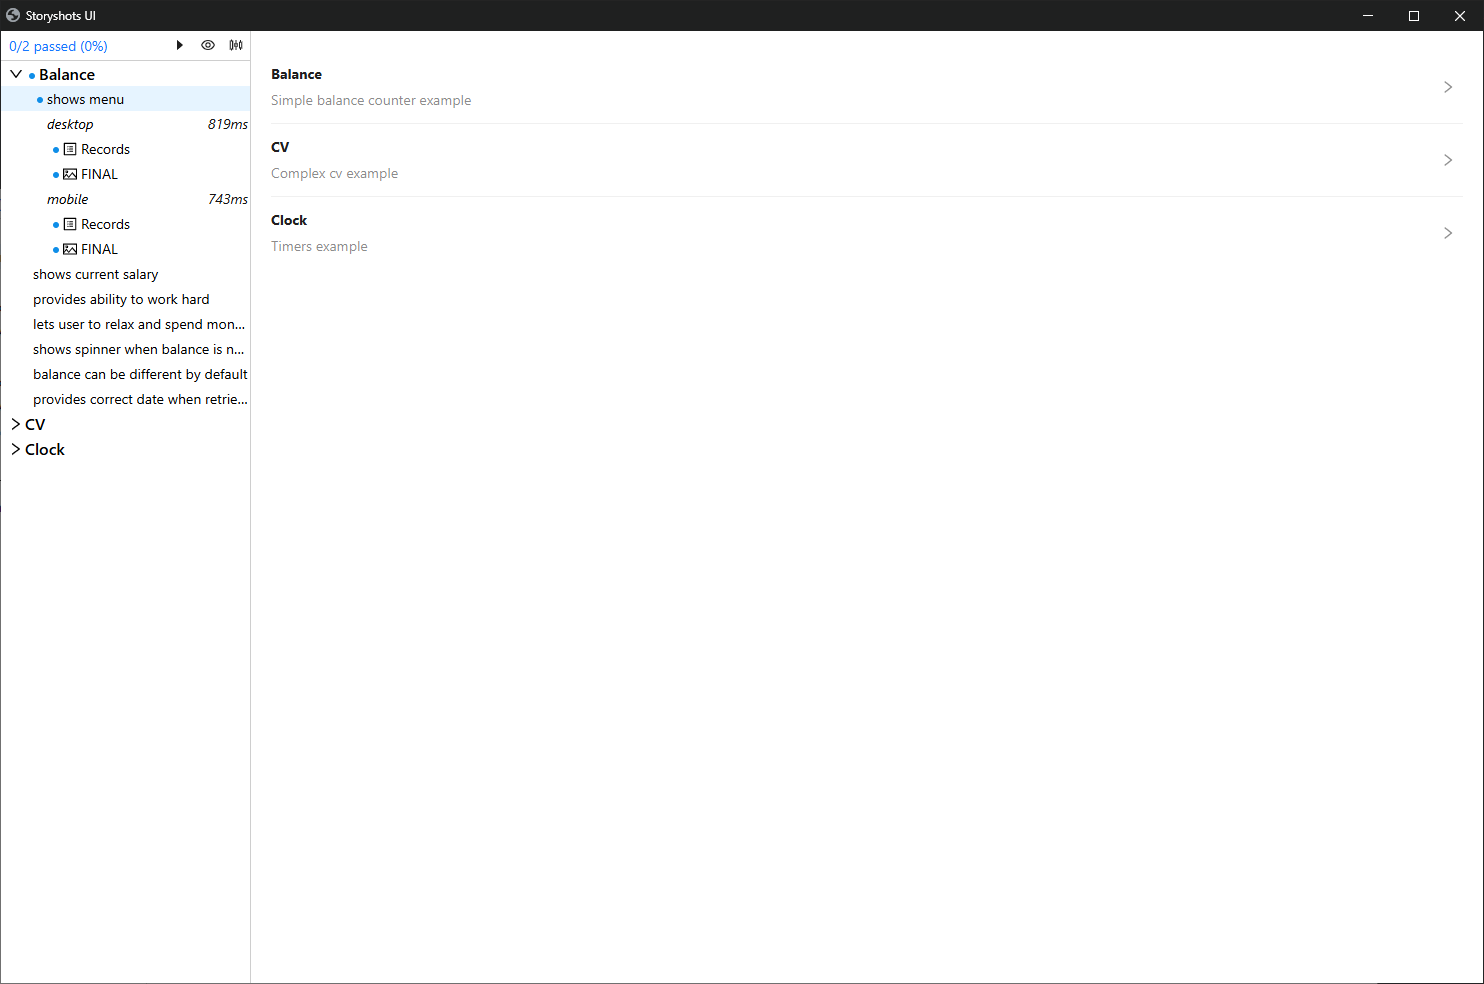 Storyshots UI
0/2 passed (0%)
Balance
shows menu
desktop 819ms
Records
FINAL
mobile 743ms
Records
FINAL
shows current salary
provides ability to work hard
lets user to relax and spend mon...
shows spinner when balance is n...
balance can be different by default
provides correct date when retrie...
CV
Clock
Balance
Simple balance counter example
CV
Complex cv example
Clock
Timers example